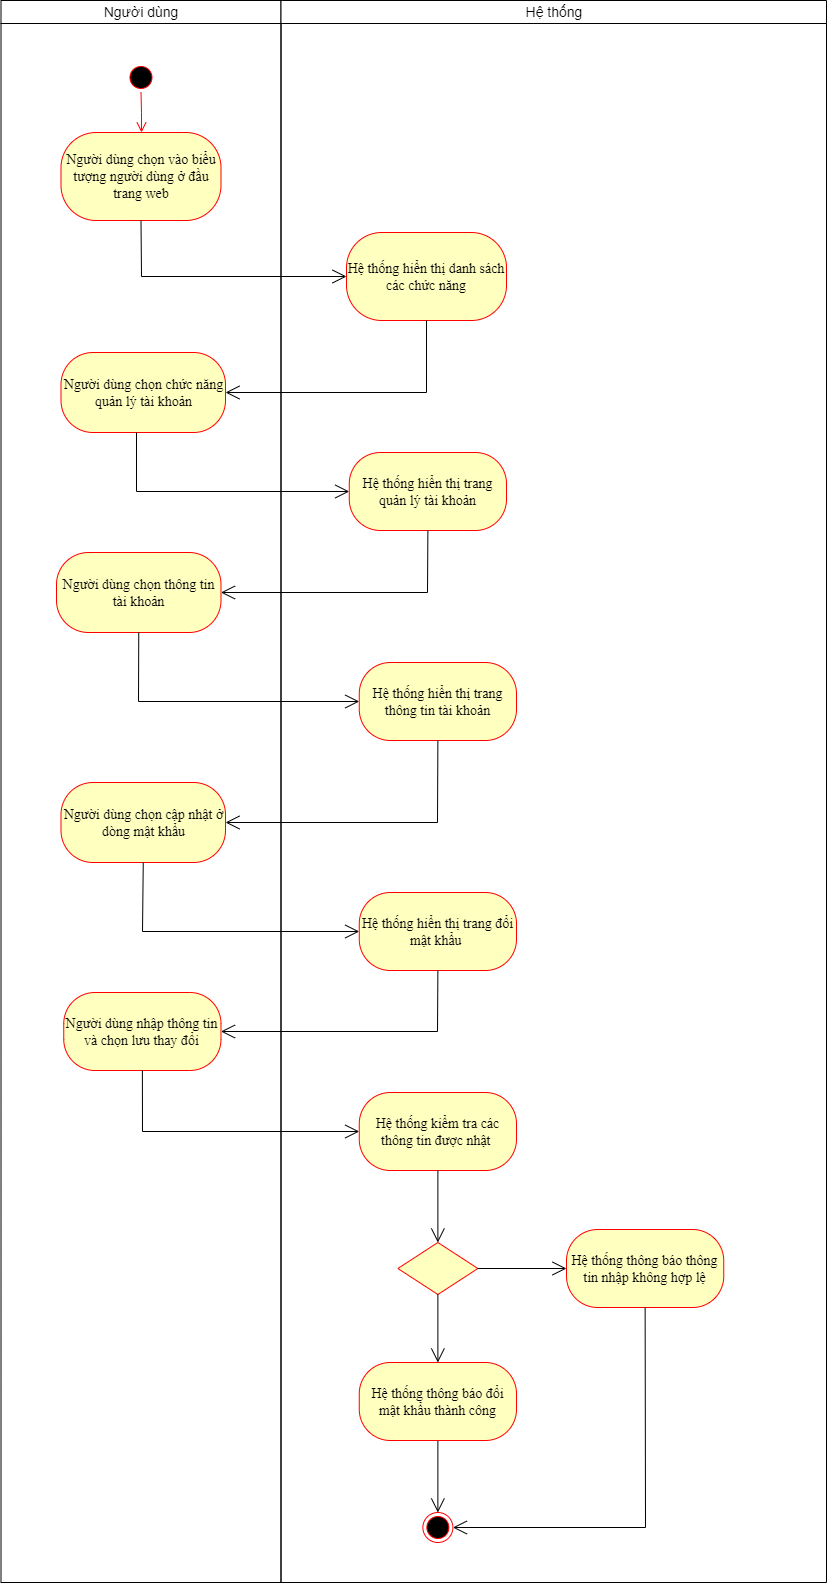 Người dùng
Hệ thống
Người dùng chọn vào biểu
tượng người dùng ở đầu
trang web
Hệ thống hiển thị danh sách
các chức năng
Người dùng chọn chức năng
quản lý tài khoản
Hệ thống hiển thị trang
quản lý tài khoản
Người dùng chọn thông tin
tài khoản
Hệ thống hiển thị trang
thông tin tài khoản
Người dùng chọn cập nhật ở
dòng mật khẩu
Hệ thống hiển thị trang đổi
mật khẩu
Người dùng nhập thông tin
và chọn lưu thay đổi
Hệ thống kiểm tra các
thông tin được nhật
Hệ thống thông báo thông
tin nhập không hợp lệ
Hệ thống thông báo đổi
mật khẩu thành công